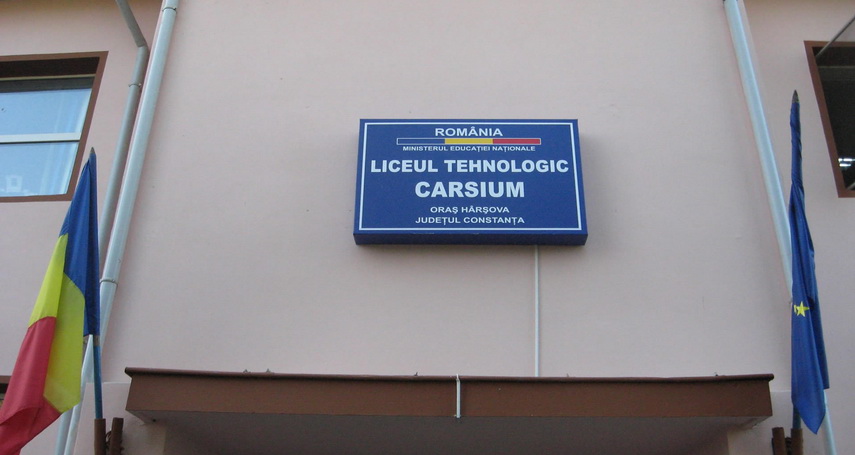 ROMÂNIA
MINISTERUL EDUCAȚIEI NAȚIONALE
LICEUL TEHNOLOGIC
CARSIUM
ORAȘ HÂRȘOVA
JUDEȚUL CONSTANȚA